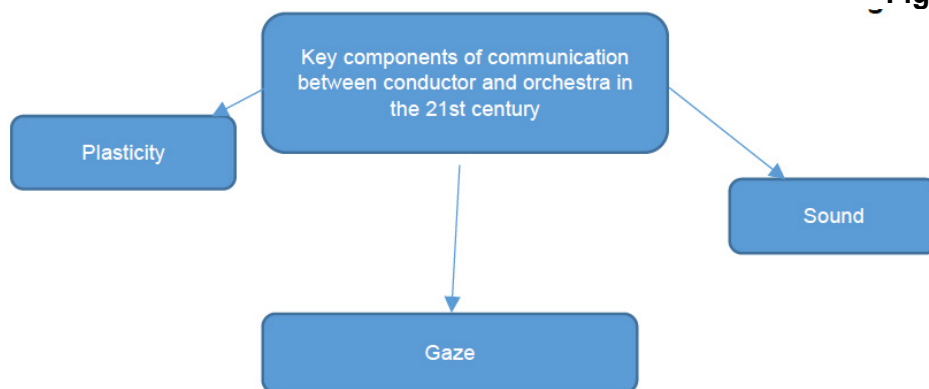 Key components of communication
between conductor and orchestra in
the 21st century
Plasticity
Sound
Gaze